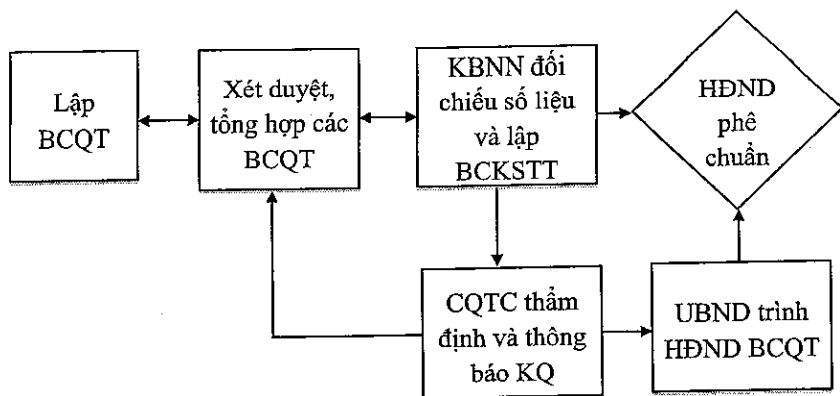 Lập
BCQT
Xét duyệt,
tổng hợp các
BCQT
KBNN đối
chiếu số liệu
và lập
BCKSTT
HĐND
phê
chuẩn
CQTC thẩm
định và thông
báo KQ
UBND trình
HĐND BCQT